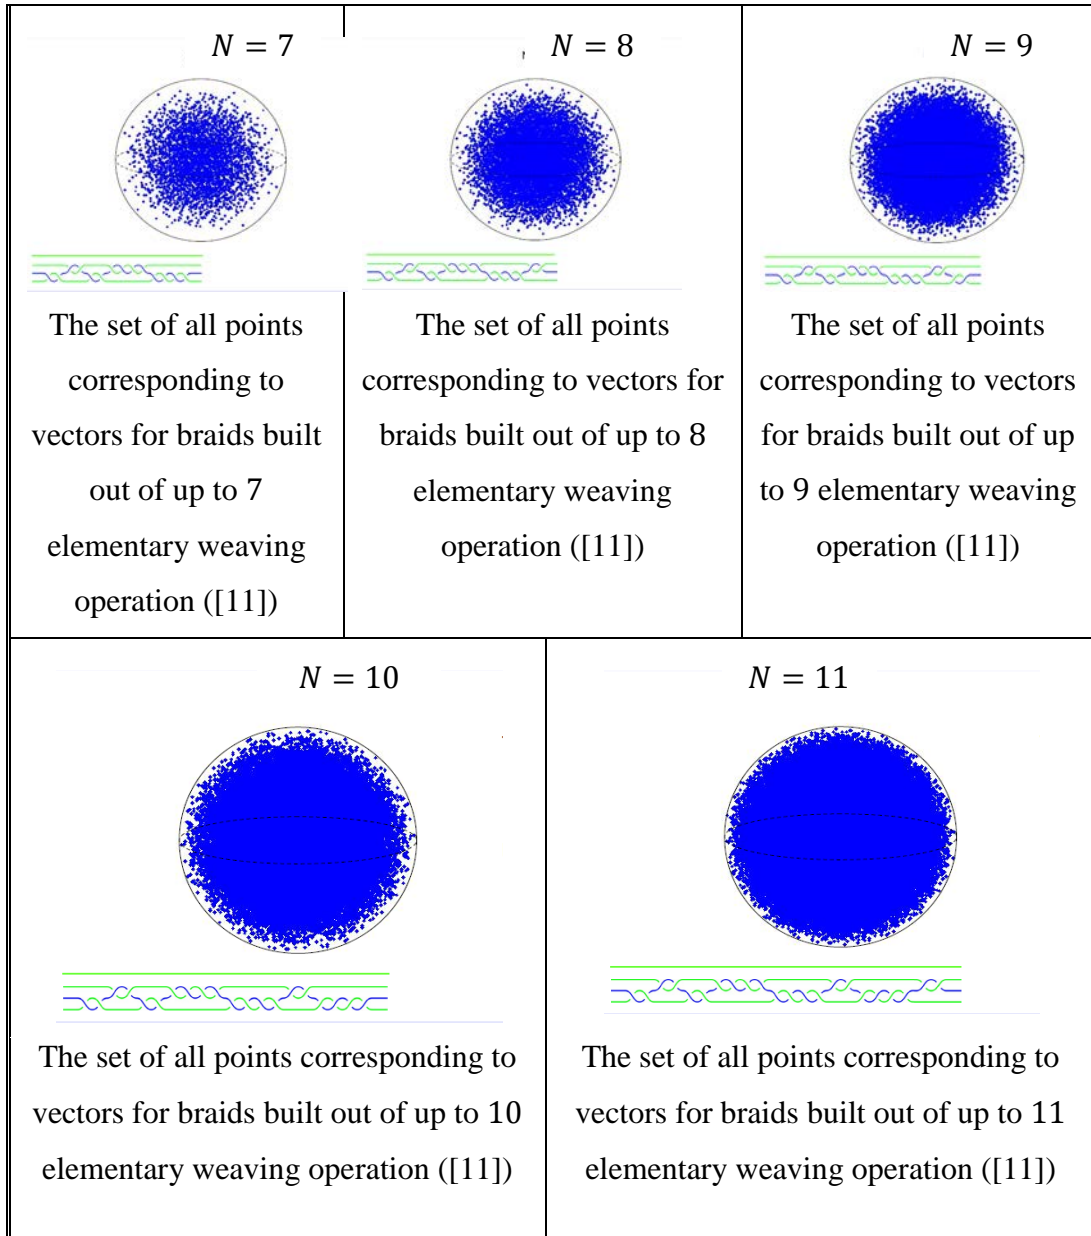 N = 7
The set of all points
corresponding to
vectors for braids built
out of up to 7
elementary weaving
operation ([11])
N = 8
The set of all points
corresponding to vectors for
braids built out of up to 8
elementary weaving
operation ([11])
N = 9
The set of all points
corresponding to vectors
for braids built out of up
to 9 elementary weaving
operation ([11])
N = 10
The set of all points corresponding to
vectors for braids built out of up to 10
elementary weaving operation ([11])
N = 11
The set of all points corresponding to
vectors for braids built out of up to 11
elementary weaving operation ([11])